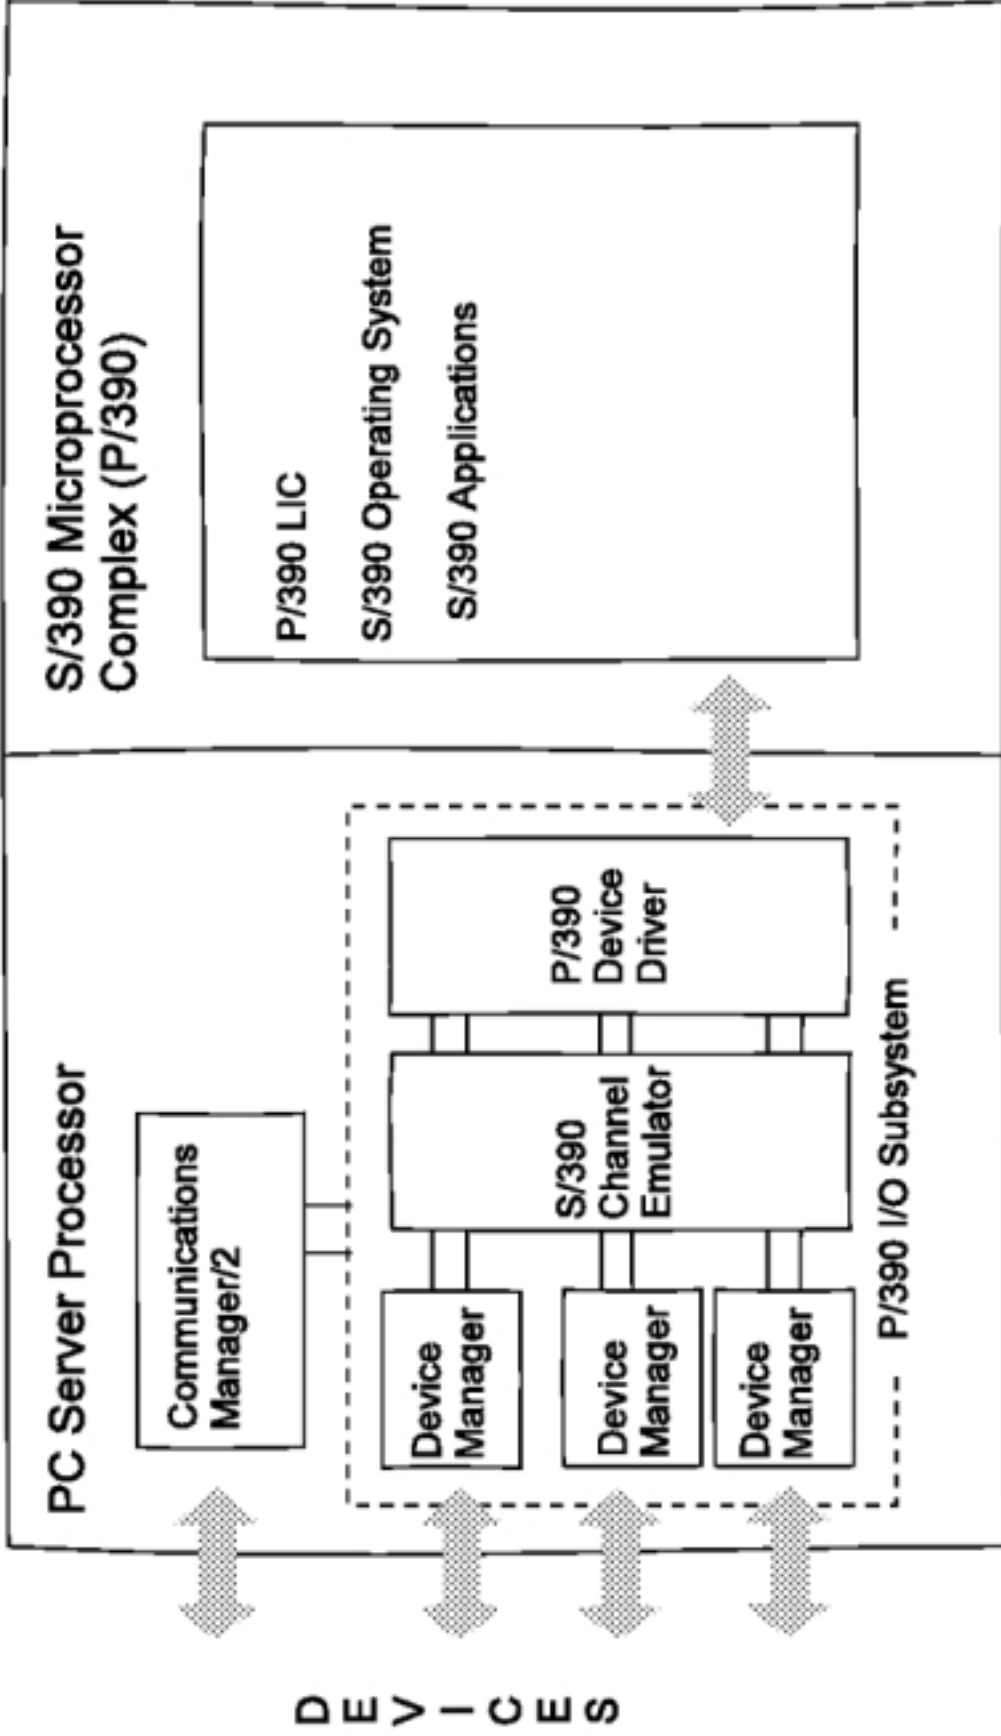 PC Server Processor
S/390 Microprocessor
Complex (P/390)
Communications
Manager/2
P/390 LIC
S/390 Operating System
S/390 Applications
DEVICES
Device
Manager
Device
Manager
Device
Manager
S/390
Channel
Emulator
P/390
Device
Driver
P/390 I/O Subsystem